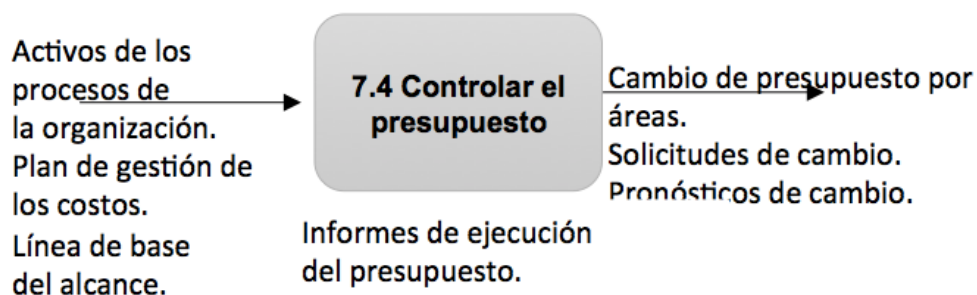 Activos de los
procesos de
la organización.
Plan de gestión de
los costos.
Línea de base
del alcance.
7.4 Controlar el
presupuesto
Informes de ejecución
del presupuesto.
Cambio de presupuesto por
áreas.
Solicitudes de cambio.
Pronósticos de cambio.